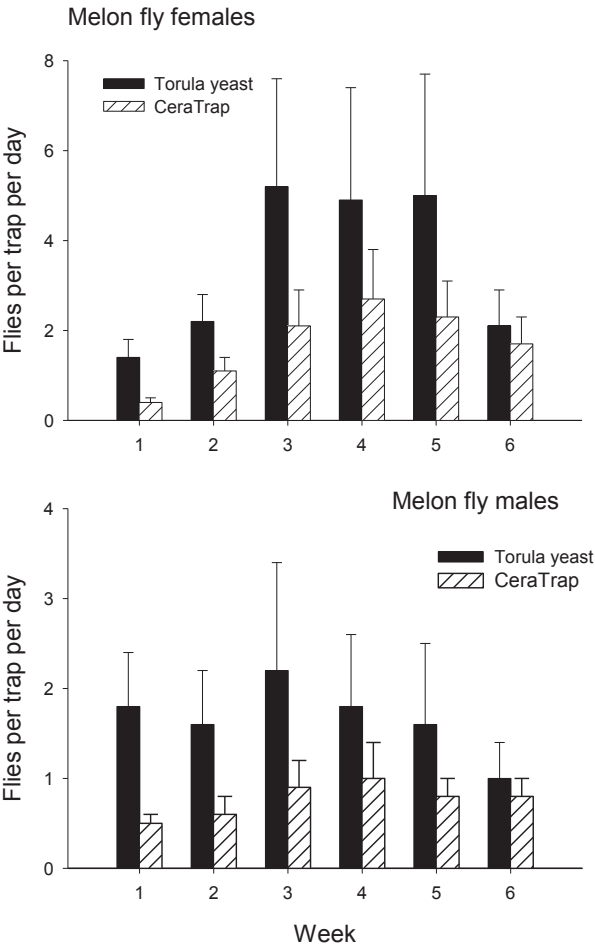 Melon fly females
8
Torula yeast
CeraTrap
6
4
2
0
Flies per trap per day
1 2 3 4 5 6
Melon fly males
4
Torula yeast
CeraTrap
3
2
1
0
Flies per trap per day
1 2 3 4 5 6
Week